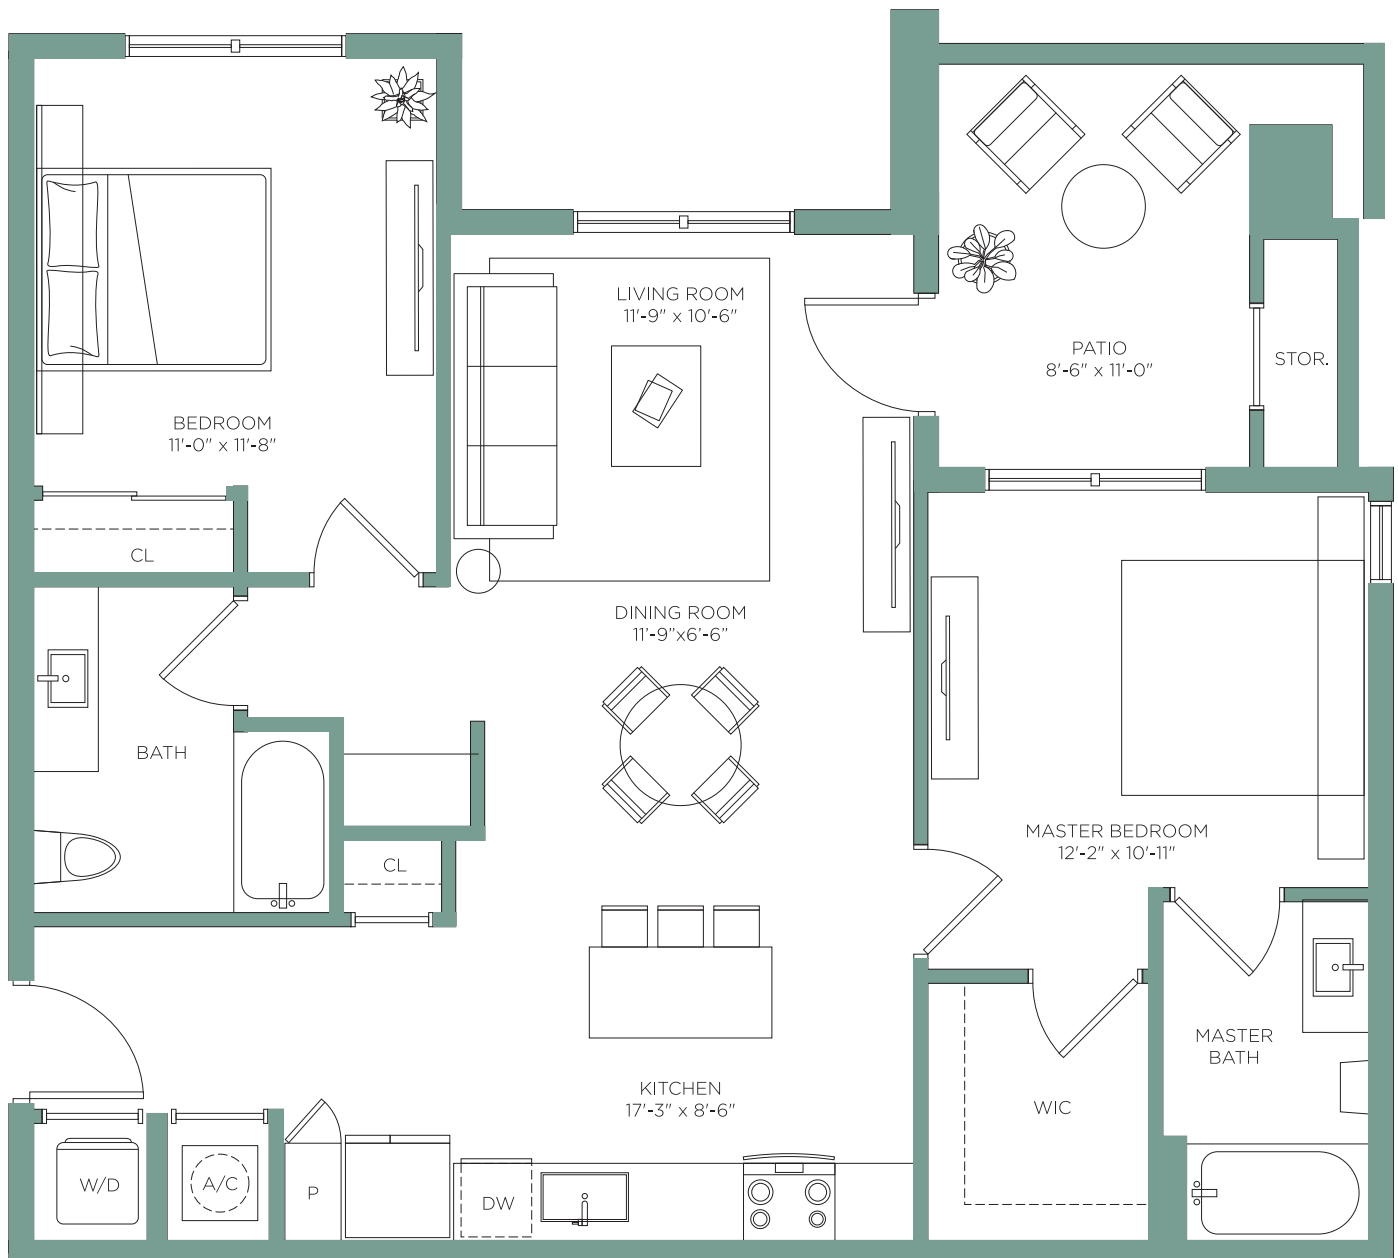 LIVING ROOM
11'-9" x 10'-6"
PATIO
8'-6" x 11'-0"
STOR.
BEDROOM
11'-0" x 11'-8"
CL
DINING ROOM
11'-9"x6'-6"
BATH
MASTER BEDROOM
12'-2" x 10'-11"
CL
MASTER
BATH
KITCHEN
17'-3" x 8'-6"
WIC
W/D
A/C
P
DW